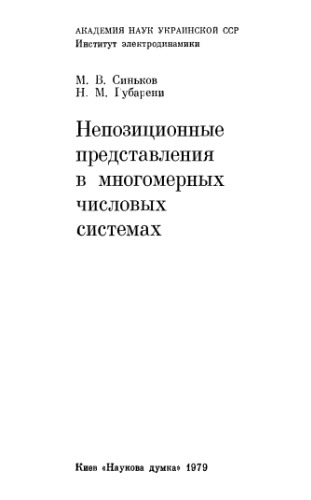 АКАДЕМИЯ НАУК УКРАИНСКОЙ ССР
Институт электродинамики
М. В. Синьков
Н. М. Губарени
Непозиционные
представления
в многомерных
числовых
системах
Киев «Наукова думка» 1979